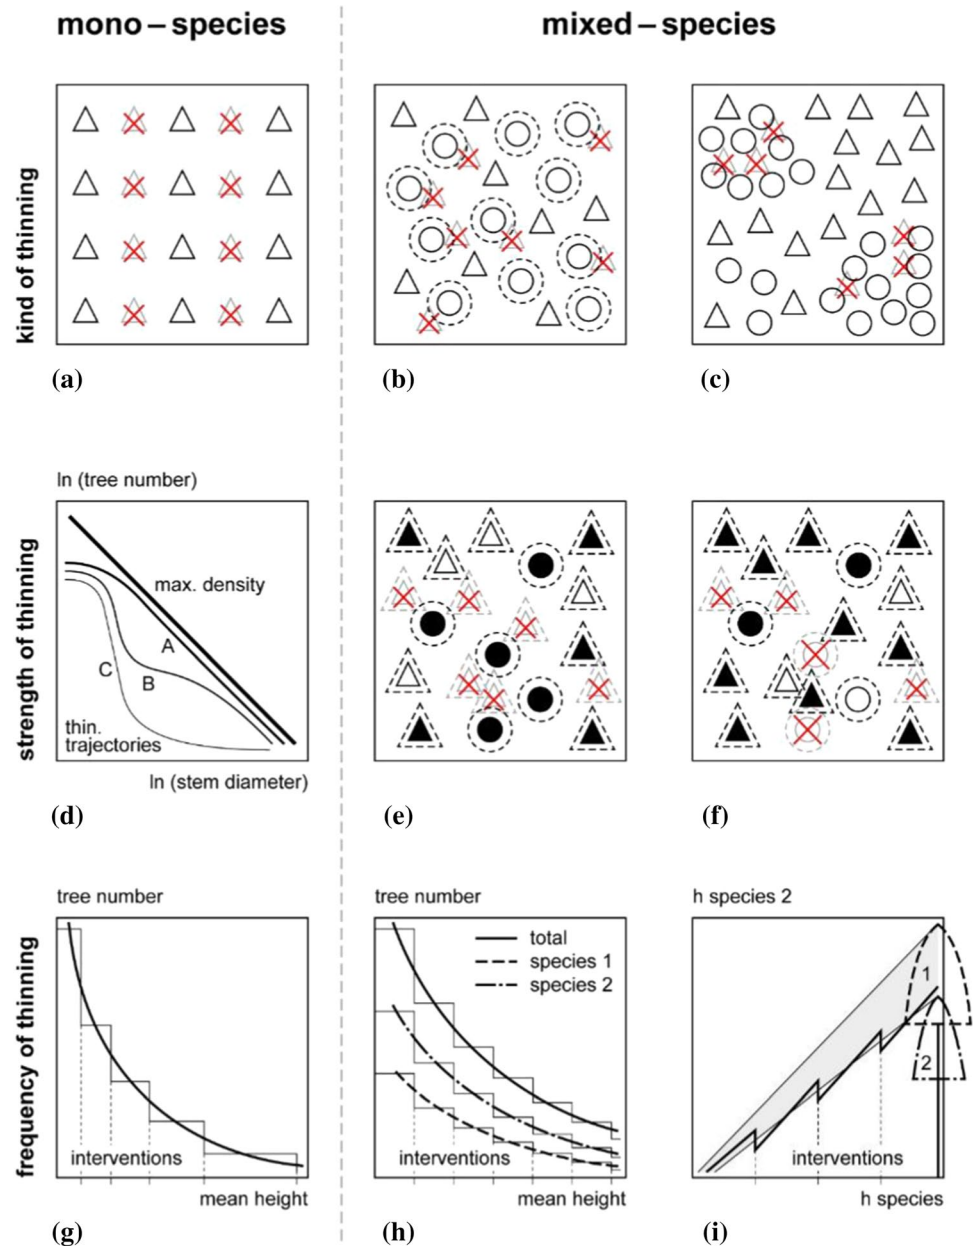 mono – species
mixed – species
kind of thinning
(a)
(b)
(c)
strength of thinning
ln (tree number)
max. density
A
B
C
thin.
trajectories
ln (stem diameter)
(d)
(e)
(f)
frequency of thinning
tree number
interventions
mean height
(g)
tree number
total
species 1
species 2
interventions
mean height
(h)
h species 2
1
2
interventions
h species
(i)